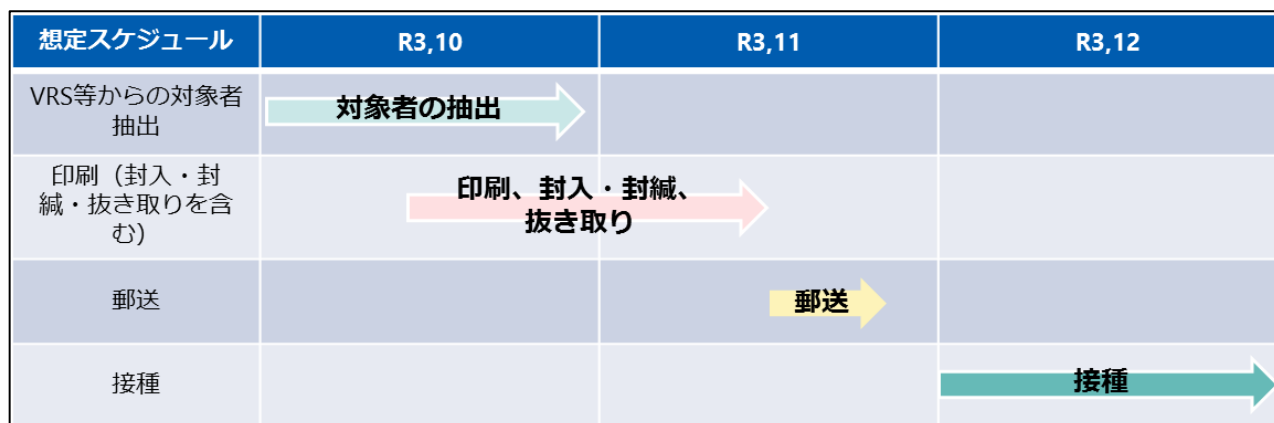 想定スケジュール
R3,10
R3,11
R3,12
VRS等からの対象者
抽出
対象者の抽出
印刷（封入・封
緘・抜き取りを含
む）
印刷、封入・封緘、
抜き取り
郵送
郵送
接種
接種